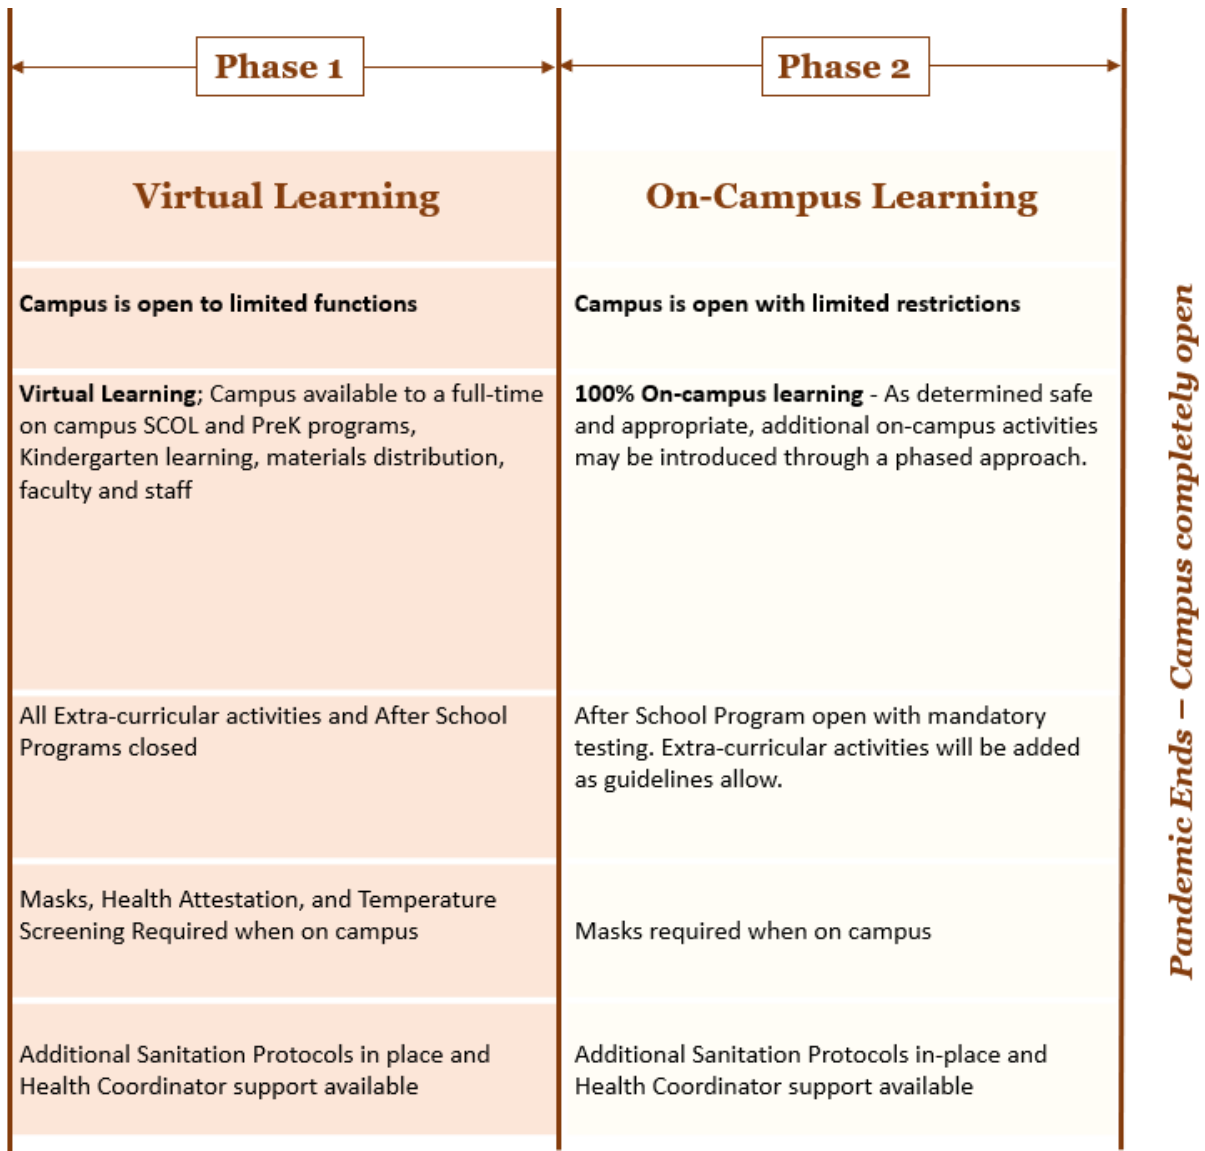 Phase 1
Phase 2
Virtual Learning
On-Campus Learning
Campus is open to limited functions
Campus is open with limited restrictions
Virtual Learning; Campus available to a full-time
on campus SCOL and PreK programs,
Kindergarten learning, materials distribution,
faculty and staff
100% On-campus learning - As determined safe
and appropriate, additional on-campus activities
may be introduced through a phased approach.
All Extra-curricular activities and After School
Programs closed
After School Program open with mandatory
testing. Extra-curricular activities will be added
as guidelines allow.
Masks, Health Attestation, and Temperature
Screening Required when on campus
Masks required when on campus
Additional Sanitation Protocols in place and
Health Coordinator support available
Additional Sanitation Protocols in-place and
Health Coordinator support available
Pandemic Ends – Campus completely open